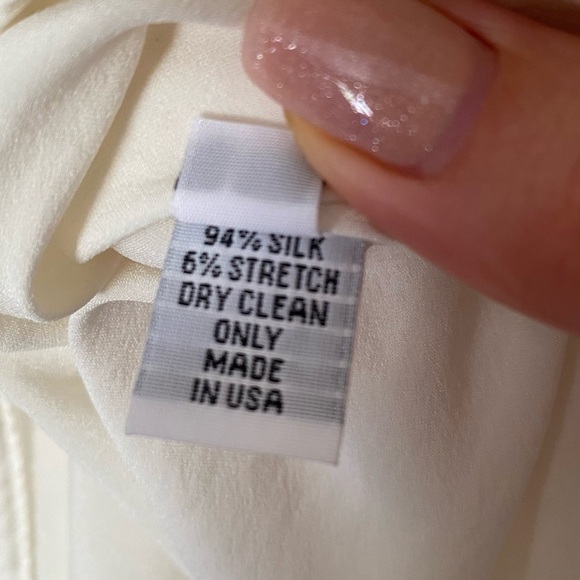 94% SILK
6% STRETCH
DRY CLEAN
ONLY
MADE
IN USA